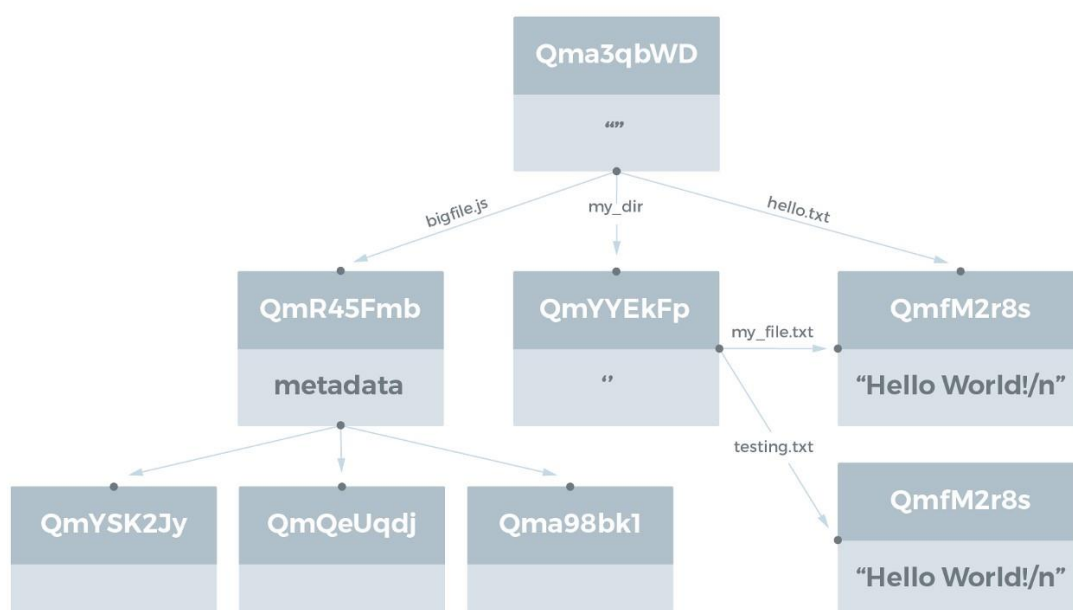 Qma3qbWD
“”
bigfile.js
my_dir
hello.txt
QmR45Fmb
metadata
QmYYEkFp
‘’
my_file.txt
testing.txt
QmfM2r8s
“Hello World!/n”
QmYSK2Jy
QmQeUqdj
Qma98bk1
QmfM2r8s
“Hello World!/n”